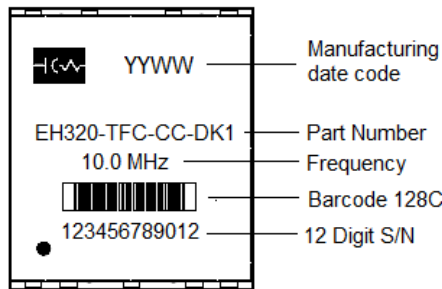 YYWW
Manufacturing
date code
EH320-TFC-CC-DK1
Part Number
10.0 MHz
Frequency
Barcode 128C
123456789012
12 Digit S/N